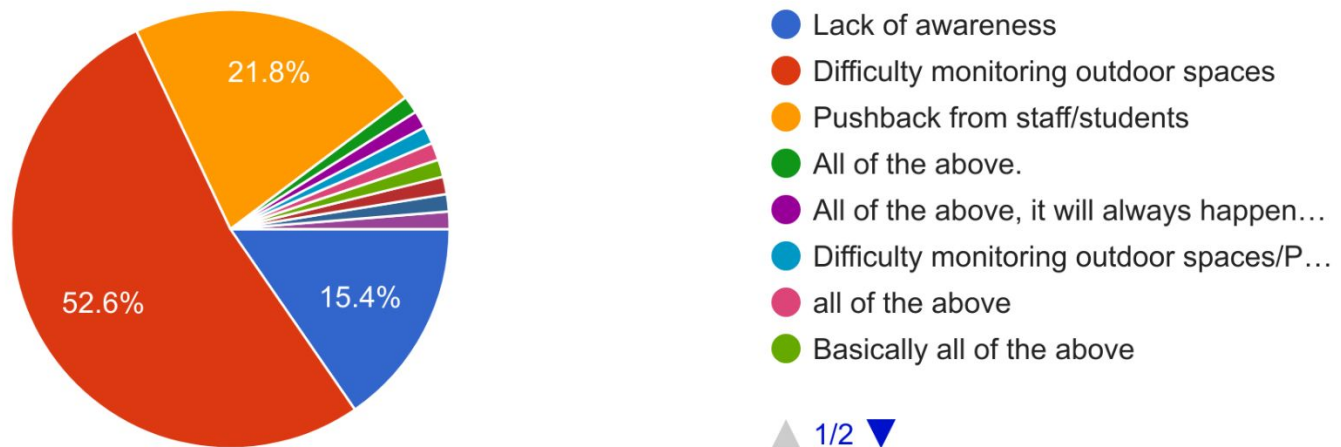 21.8%
52.6%
15.4%
Lack of awareness
Difficulty monitoring outdoor spaces
Pushback from staff/students
All of the above.
All of the above, it will always happen…
Difficulty monitoring outdoor spaces/P…
all of the above
Basically all of the above
1/2